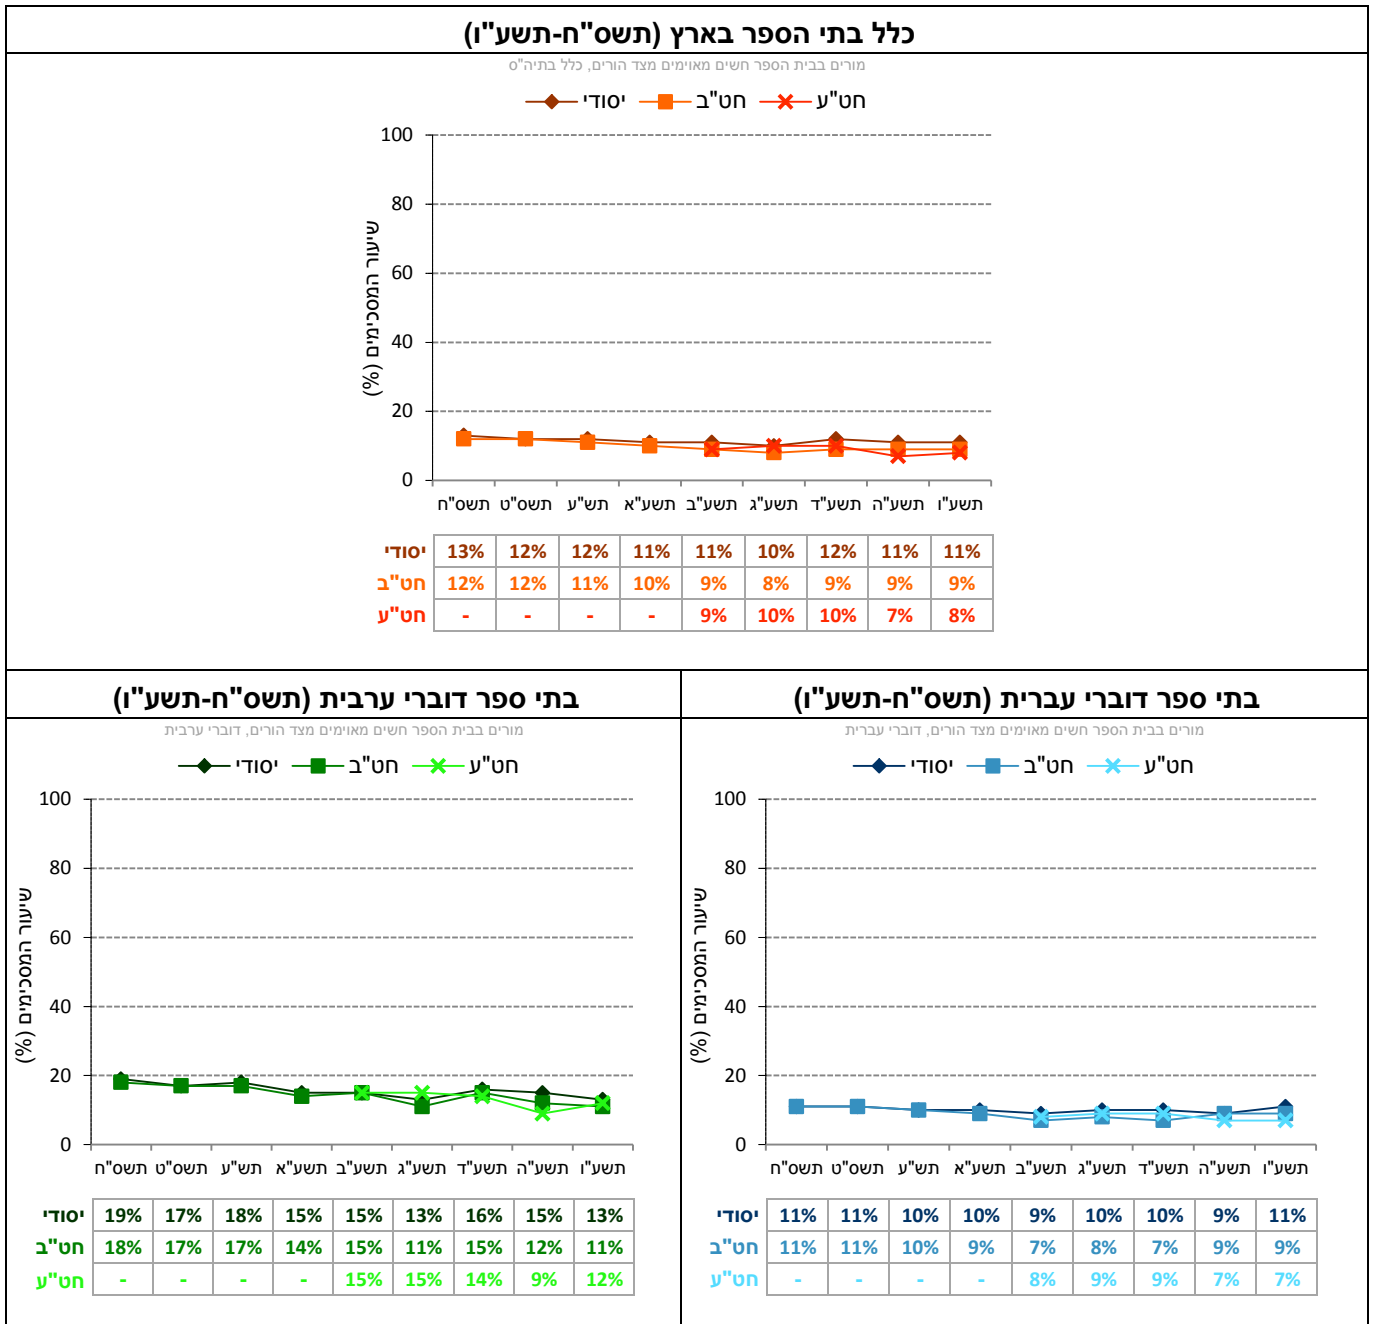 כלל בתי הספר בארץ (תשס"ח-תשע"ו)
מורים בבית הספר חשים מאוימים מצד הורים, כלל בתיה"ס
יסודי חט"ב חט"ע
שיעור המסכימים (%)
100
80
60
40
20
0
תשס"ח תשס"ט תש"ע תשע"א תשע"ב תשע"ג תשע"ד תשע"ה תשע"ו
יסודי 13% 12% 12% 11% 11% 10% 12% 11% 11%
חט"ב 12% 12% 11% 10% 9% 8% 9% 9% 9%
חט"ע - - - - 9% 10% 10% 7% 8%
בתי ספר דוברי עברית (תשס"ח-תשע"ו)
מורים בבית הספר חשים מאוימים מצד הורים, דוברי עברית
יסודי חט"ב חט"ע
שיעור המסכימים (%)
100
80
60
40
20
0
תשס"ח תשס"ט תש"ע תשע"א תשע"ב תשע"ג תשע"ד תשע"ה תשע"ו
יסודי 11% 11% 10% 10% 9% 10% 10% 9% 11%
חט"ב 11% 11% 10% 9% 7% 8% 7% 9% 9%
חט"ע - - - - 8% 9% 9% 7% 7%
בתי ספר דוברי ערבית (תשס"ח-תשע"ו)
מורים בבית הספר חשים מאוימים מצד הורים, דוברי ערבית
יסודי חט"ב חט"ע
שיעור המסכימים (%)
100
80
60
40
20
0
תשס"ח תשס"ט תש"ע תשע"א תשע"ב תשע"ג תשע"ד תשע"ה תשע"ו
יסודי 19% 17% 18% 15% 15% 13% 16% 15% 13%
חט"ב 18% 17% 17% 14% 15% 11% 15% 12% 11%
חט"ע - - - - 15% 15% 14% 9% 12%